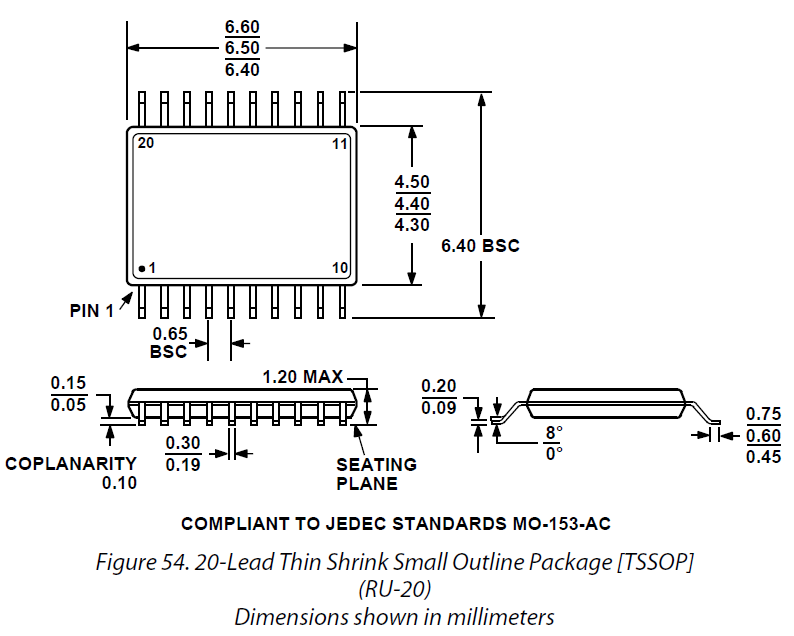 6.60
6.50
6.40
20
11
4.50
4.40
4.30
6.40 BSC
1
10
PIN 1
0.65
BSC
1.20 MAX
0.15
0.05
0.20
0.09
8°
0°
0.75
0.60
0.45
0.30
0.19
COPLANARITY
0.10
SEATING
PLANE
COMPLIANT TO JEDEC STANDARDS MO-153-AC
Figure 54. 20-Lead Thin Shrink Small Outline Package [TSSOP]
(RU-20)
Dimensions shown in millimeters